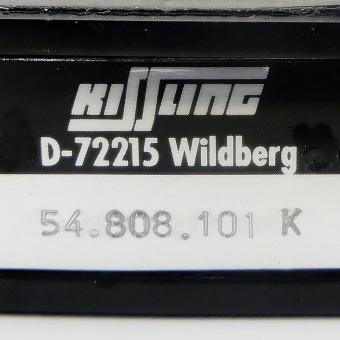 KISSLING
D-72215 Wildberg
54.808.101 K